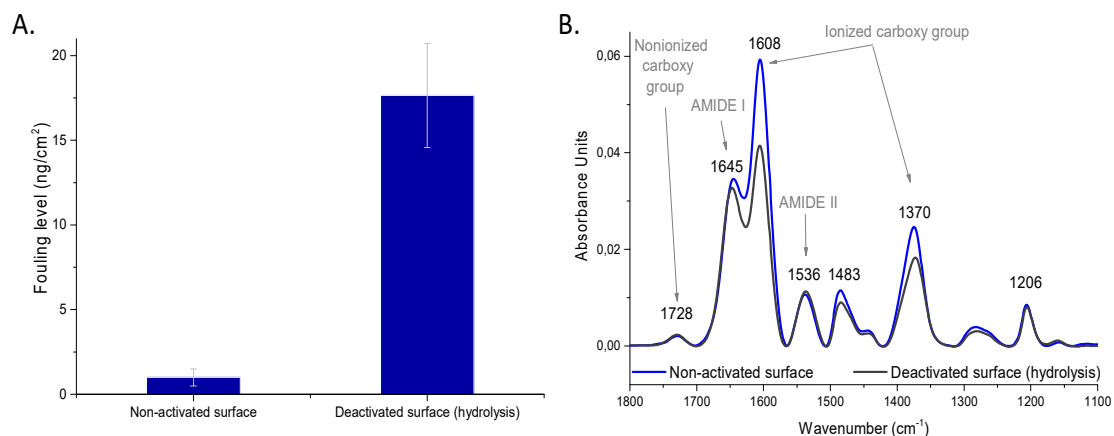 A.
Fouling level (ng/cm²)
20
15
10
5
0
Non-activated surface
Deactivated surface (hydrolysis)
B.
Absorbance Units
0,06
0,04
0,02
0,00
Nonionized
carboxy
group
AMIDE I
1608
Ionized carboxy group
1645
AMIDE II
1370
1536
1483
1728
1206
Non-activated surface
Deactivated surface (hydrolysis)
1800
1700
1600
1500
1400
1300
1200
1100
Wavenumber (cm⁻¹)